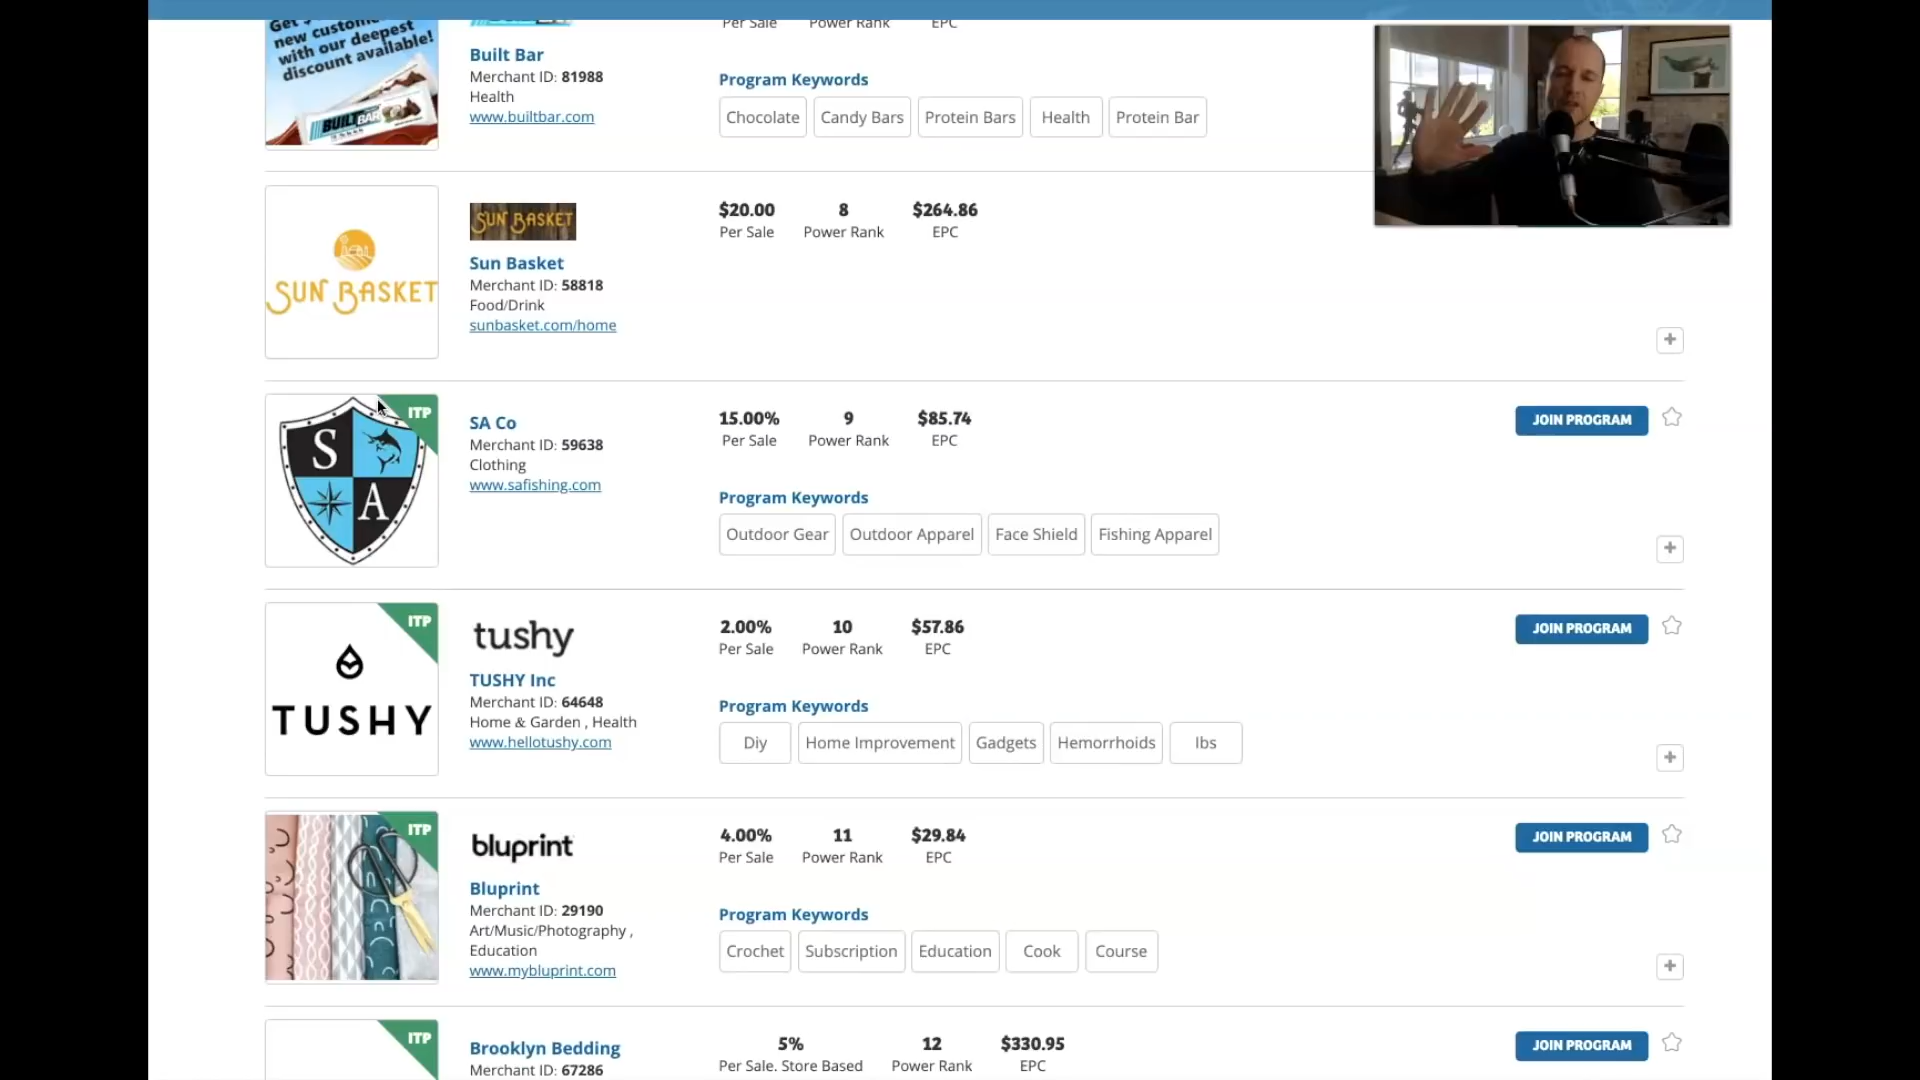 Get
new customer
with our deepest
discount available!
BUILT BAR
Built Bar
Merchant ID: 81988
Health
www.builtbar.com
Per Sale
Power Rank
EPC
Program Keywords
Chocolate
Candy Bars
Protein Bars
Health
Protein Bar
SUN BASKET
SUN BASKET
Sun Basket
Merchant ID: 58818
Food/Drink
sunbasket.com/home
$20.00
Per Sale
8
Power Rank
$264.86
EPC
+
S
A
ITP
SA Co
Merchant ID: 59638
Clothing
www.safishing.com
15.00%
Per Sale
9
Power Rank
$85.74
EPC
Program Keywords
Outdoor Gear
Outdoor Apparel
Face Shield
Fishing Apparel
JOIN PROGRAM
+
ITP
TUSHY
tushy
TUSHY Inc
Merchant ID: 64648
Home & Garden , Health
www.hellotushy.com
2.00%
Per Sale
10
Power Rank
$57.86
EPC
Program Keywords
Diy
Home Improvement
Gadgets
Hemorrhoids
Ibs
JOIN PROGRAM
+
ITP
bluprint
Bluprint
Merchant ID: 29190
Art/Music/Photography ,
Education
www.mybluprint.com
4.00%
Per Sale
11
Power Rank
$29.84
EPC
Program Keywords
Crochet
Subscription
Education
Cook
Course
JOIN PROGRAM
+
ITP
Brooklyn Bedding
Merchant ID: 67286
5%
Per Sale. Store Based
12
Power Rank
$330.95
EPC
JOIN PROGRAM